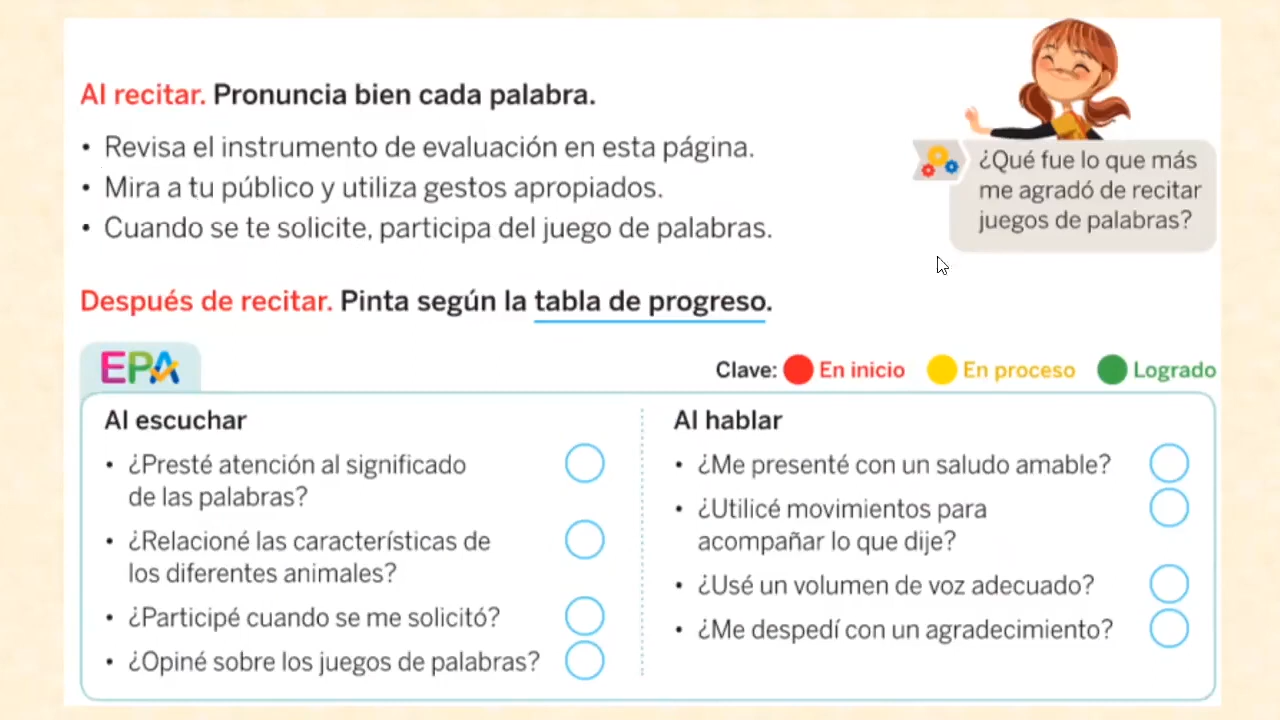 Al recitar. Pronuncia bien cada palabra.
• Revisa el instrumento de evaluación en esta página.
• Mira a tu público y utiliza gestos apropiados.
• Cuando se te solicite, participa del juego de palabras.
¿Qué fue lo que más
me agradó de recitar
juegos de palabras?
Después de recitar. Pinta según la tabla de progreso.
EPA
Clave: En inicio En proceso Logrado
Al escuchar
• ¿Presté atención al significado
de las palabras?
• ¿Relacioné las características de
los diferentes animales?
• ¿Participé cuando se me solicitó?
• ¿Opiné sobre los juegos de palabras?
Al hablar
• ¿Me presenté con un saludo amable?
• ¿Utilicé movimientos para
acompañar lo que dije?
• ¿Usé un volumen de voz adecuado?
• ¿Me despedí con un agradecimiento?